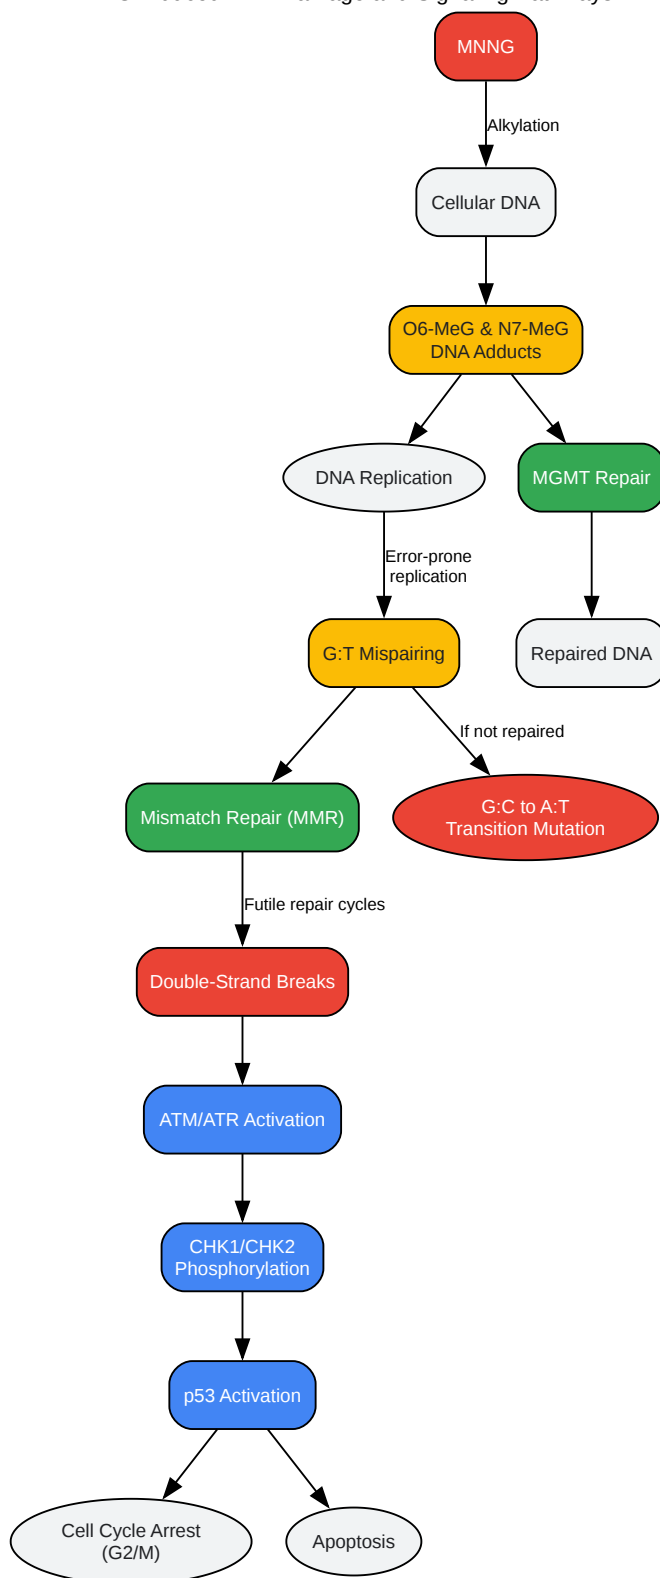 MNNG
Alkylation
Cellular DNA
O6-MeG & N7-MeG
DNA Adducts
DNA Replication
MGMT Repair
Error-prone
replication
G:T Mispairing
Repaired DNA
If not repaired
Mismatch Repair (MMR)
G:C to A:T
Transition Mutation
Futile repair cycles
Double-Strand Breaks
ATM/ATR Activation
CHK1/CHK2
Phosphorylation
p53 Activation
Cell Cycle Arrest
(G2/M)
Apoptosis